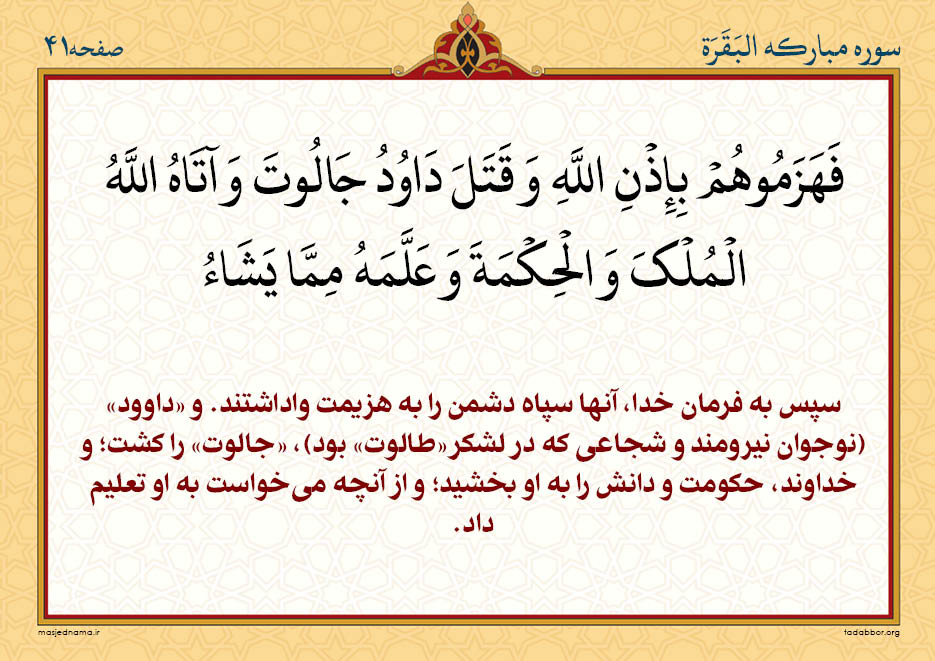 سوره مبارکه البَقَرَة
صفحه۴۱
فَهَزَمُوهُمْ بِإِذْنِ اللَّهِ وَ قَتَلَ دَاوُدُ جَالُوتَ وَ آتَاهُ اللَّهُ
الْمُلْکَ وَ الْحِکْمَةَ وَ عَلَّمَهُ مِمَّا يَشَاءُ
سپس به فرمان خدا، آنها سپاه دشمن را به هزیمت واداشتند. و «داوود»
(نوجوان نیرومند و شجاعی که در لشکر«طالوت» بود)، «جالوت» را کشت؛ و
خداوند، حکومت و دانش را به او بخشید؛ و از آنچه می‌خواست به او تعلیم
داد.
masjednama.ir
tadabbor.org